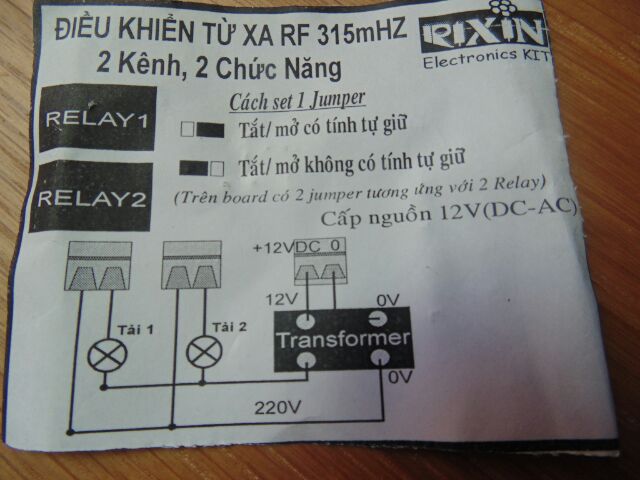 ĐIỀU KHIỂN TỪ XA RF 315mHZ
2 Kênh, 2 Chức Năng
RIXIN
Electronics KIT
RELAY1
RELAY2
Cách set 1 Jumper
Tắt/ mở có tính tự giữ
Tắt/ mở không có tính tự giữ
(Trên board có 2 jumper tương ứng với 2 Relay)
Cấp nguồn 12V(DC-AC)
+12VDC 0
12V
0V
Tải 1
Tải 2
Transformer
0V
220V